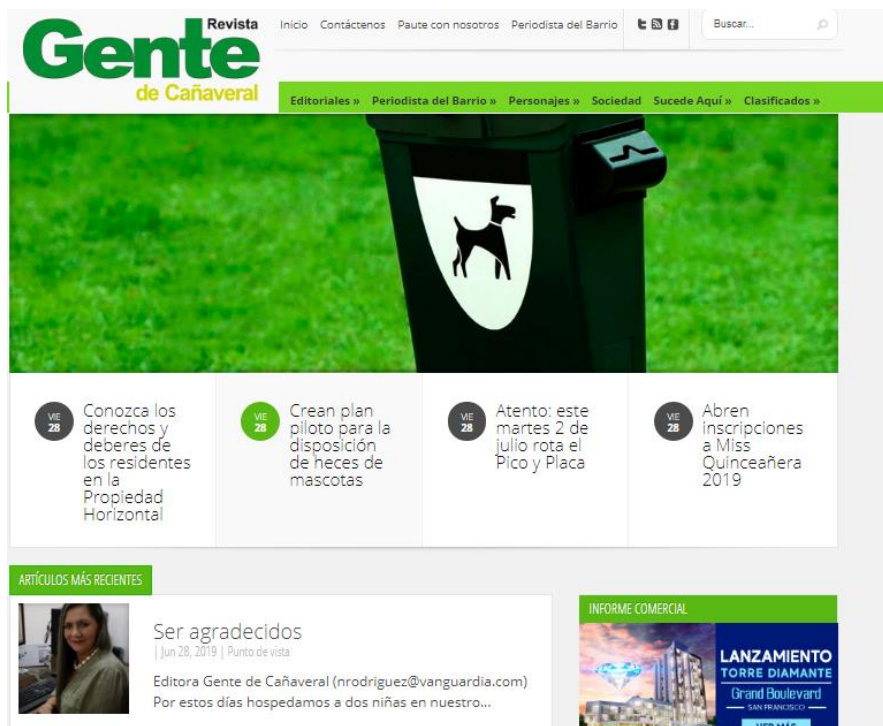 Revista
Gente
de Cañaveral
Inicio Contáctenos Paute con nosotros Periodista del Barrio
Buscar...
Editoriales » Periodista del Barrio » Personajes » Sociedad Sucede Aquí » Clasificados »
VIE
28
Conozca los
derechos y
deberes de
los residentes
en la
Propiedad
Horizontal
VIE
28
Crean plan
piloto para la
disposición
de heces de
mascotas
VIE
28
Atento: este
martes 2 de
julio rota el
Pico y Placa
VIE
28
Abren
inscripciones
a Miss
Quinceañera
2019
ARTÍCULOS MÁS RECIENTES
Ser agradecidos
| Jun 28, 2019 | Punto de vista
Editora Gente de Cañaveral (nrodriguez@vanguardia.com)
Por estos días hospedamos a dos niñas en nuestro...
INFORME COMERCIAL
LANZAMIENTO
TORRE DIAMANTE
Grand Boulevard
SAN FRANCISCO
VER MÁS